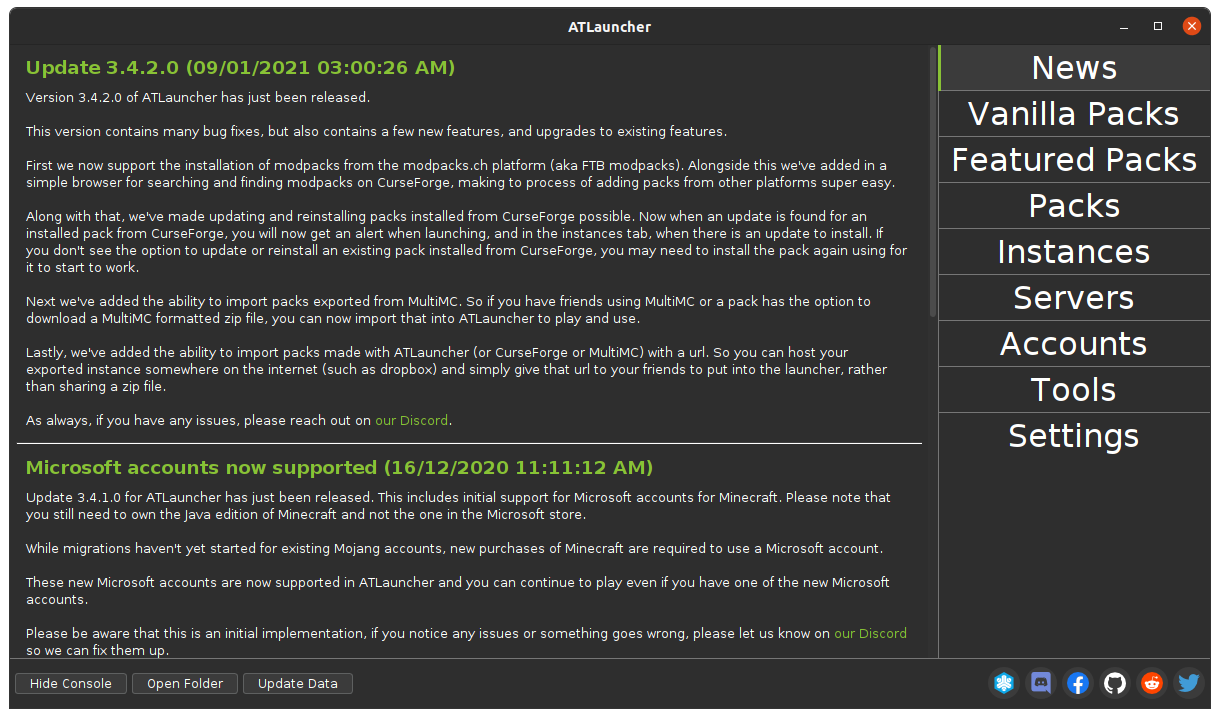 ATLauncher
Update 3.4.2.0 (09/01/2021 03:00:26 AM)
Version 3.4.2.0 of ATLauncher has just been released.
This version contains many bug fixes, but also contains a few new features, and upgrades to existing features.
First we now support the installation of modpacks from the modpacks.ch platform (aka FTB modpacks). Alongside this we've added in a
simple browser for searching and finding modpacks on CurseForge, making to process of adding packs from other platforms super easy.
Along with that, we've made updating and reinstalling packs installed from CurseForge possible. Now when an update is found for an
installed pack from CurseForge, you will now get an alert when launching, and in the instances tab, when there is an update to install. If
you don't see the option to update or reinstall an existing pack installed from CurseForge, you may need to install the pack again using for
it to start to work.
Next we've added the ability to import packs exported from MultiMC. So if you have friends using MultiMC or a pack has the option to
download a MultiMC formatted zip file, you can now import that into ATLauncher to play and use.
Lastly, we've added the ability to import packs made with ATLauncher (or CurseForge or MultiMC) with a url. So you can host your
exported instance somewhere on the internet (such as dropbox) and simply give that url to your friends to put into the launcher, rather
than sharing a zip file.
As always, if you have any issues, please reach out on our Discord.
Microsoft accounts now supported (16/12/2020 11:11:12 AM)
Update 3.4.1.0 for ATLauncher has just been released. This includes initial support for Microsoft accounts for Minecraft. Please note that
you still need to own the Java edition of Minecraft and not the one in the Microsoft store.
While migrations haven't yet started for existing Mojang accounts, new purchases of Minecraft are required to use a Microsoft account.
These new Microsoft accounts are now supported in ATLauncher and you can continue to play even if you have one of the new Microsoft
accounts.
Please be aware that this is an initial implementation, if you notice any issues or something goes wrong, please let us know on our Discord
so we can fix them up.
News
Vanilla Packs
Featured Packs
Packs
Instances
Servers
Accounts
Tools
Settings
Hide Console
Open Folder
Update Data